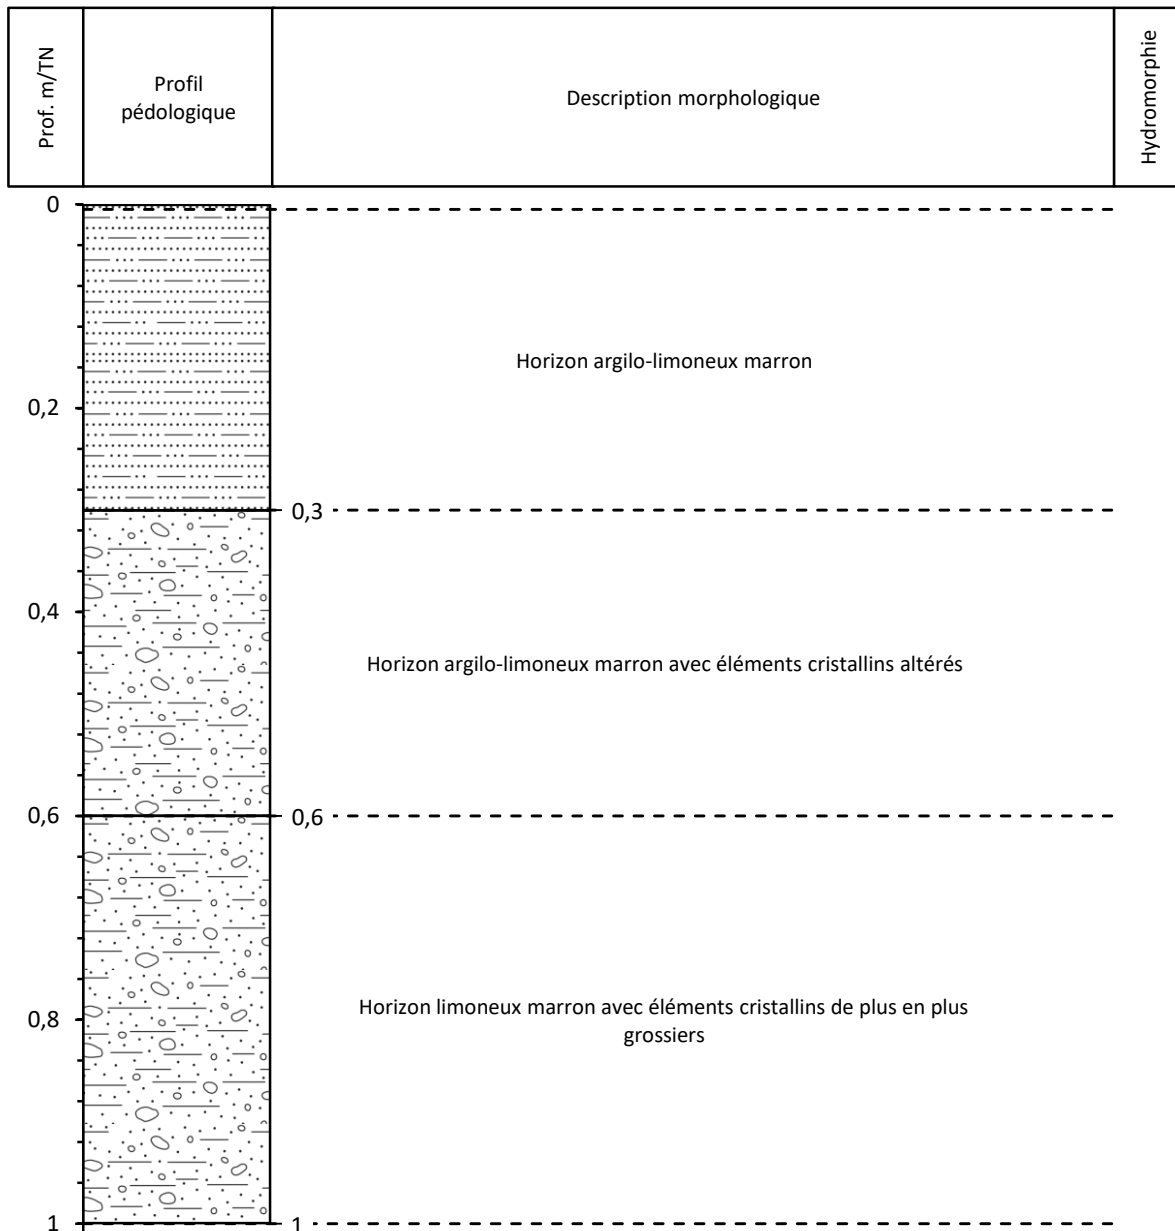 Prof. m/TN
Profil
pédologique
Description morphologique
Hydromorphie
0
Horizon argilo-limoneux marron
0,2
0,3
0,4
Horizon argilo-limoneux marron avec éléments cristallins altérés
0,6
0,6
Horizon limoneux marron avec éléments cristallins de plus en plus
grossiers
0,8
1
1